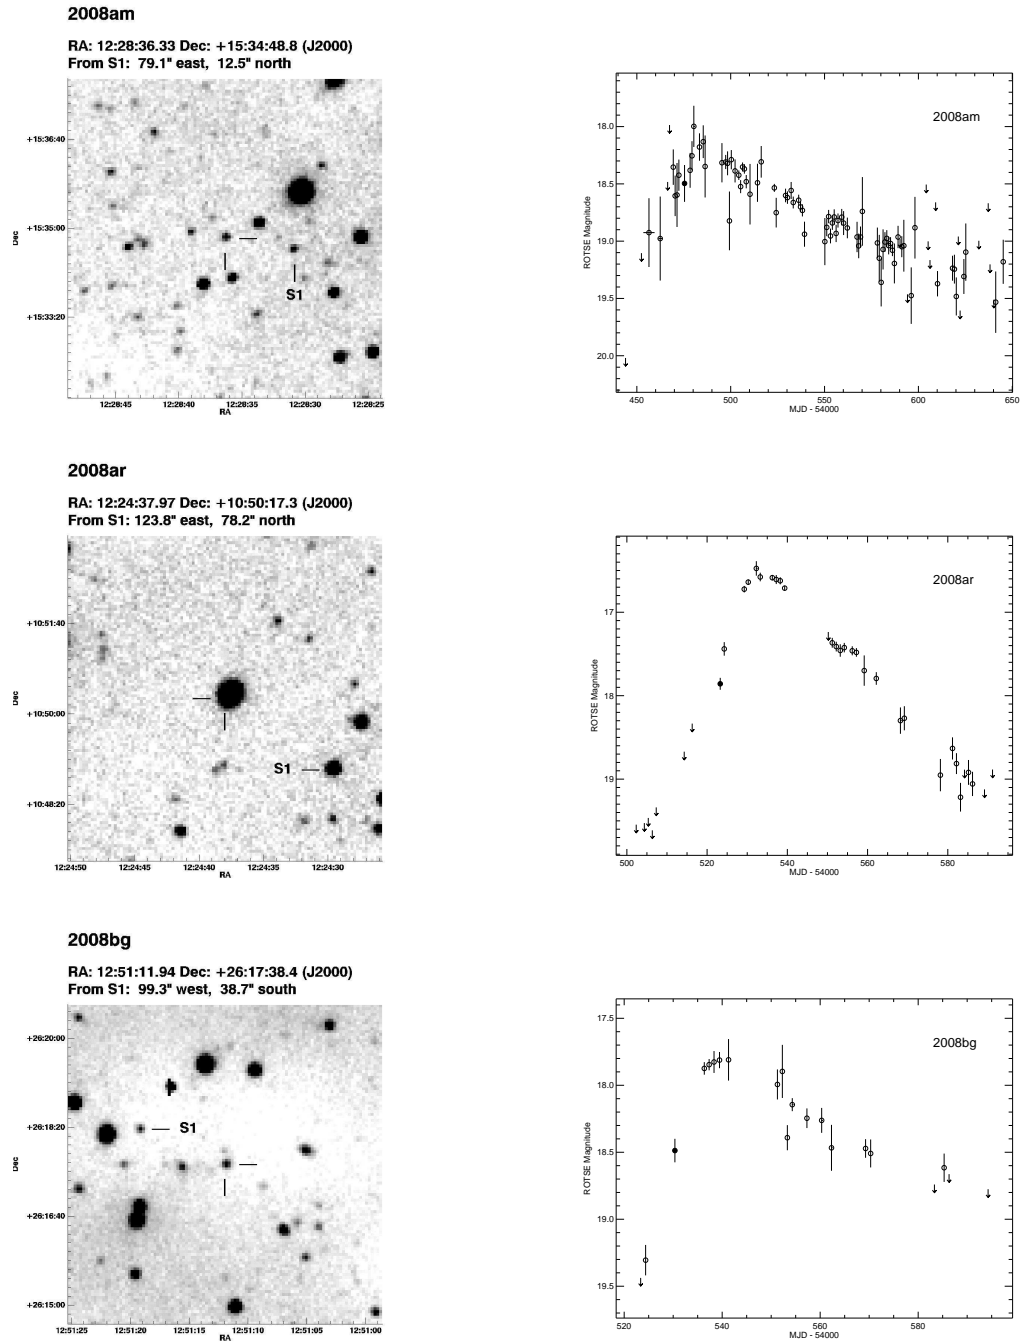 2008am
RA: 12:28:36.33 Dec: +15:34:48.8 (J2000)
From S1: 79.1" east, 12.5" north
+15:36:40
+15:35:00
+15:33:20
Dec
S1
12:28:45 12:28:40 12:28:35 12:28:30 12:28:25
RA
2008am
18.0
18.5
19.0
19.5
20.0
ROTSE Magnitude
450 500 550 600 650
MJD - 54000
2008ar
RA: 12:24:37.97 Dec: +10:50:17.3 (J2000)
From S1: 123.8" east, 78.2" north
+10:51:40
+10:50:00
+10:48:20
Dec
S1
12:24:50 12:24:45 12:24:40 12:24:35 12:24:30
RA
2008ar
17
18
19
ROTSE Magnitude
500 520 540 560 580
MJD - 54000
2008bg
RA: 12:51:11.94 Dec: +26:17:38.4 (J2000)
From S1: 99.3" west, 38.7" south
+26:20:00
+26:18:20
+26:16:40
+26:15:00
Dec
S1
12:51:25 12:51:20 12:51:15 12:51:10 12:51:05 12:51:00
RA
2008bg
17.5
18.0
18.5
19.0
19.5
ROTSE Magnitude
520 540 560 580
MJD - 54000